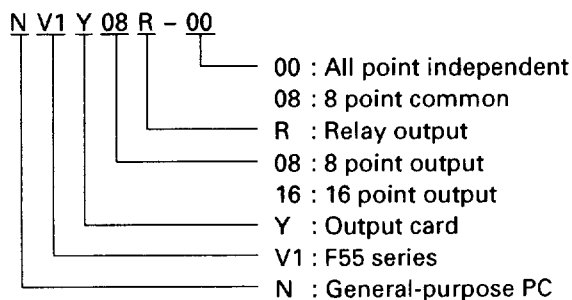 N V1 Y 08 R - 00
00 : All point independent
08 : 8 point common
R : Relay output
08 : 8 point output
16 : 16 point output
Y : Output card
V1 : F55 series
N : General-purpose PC